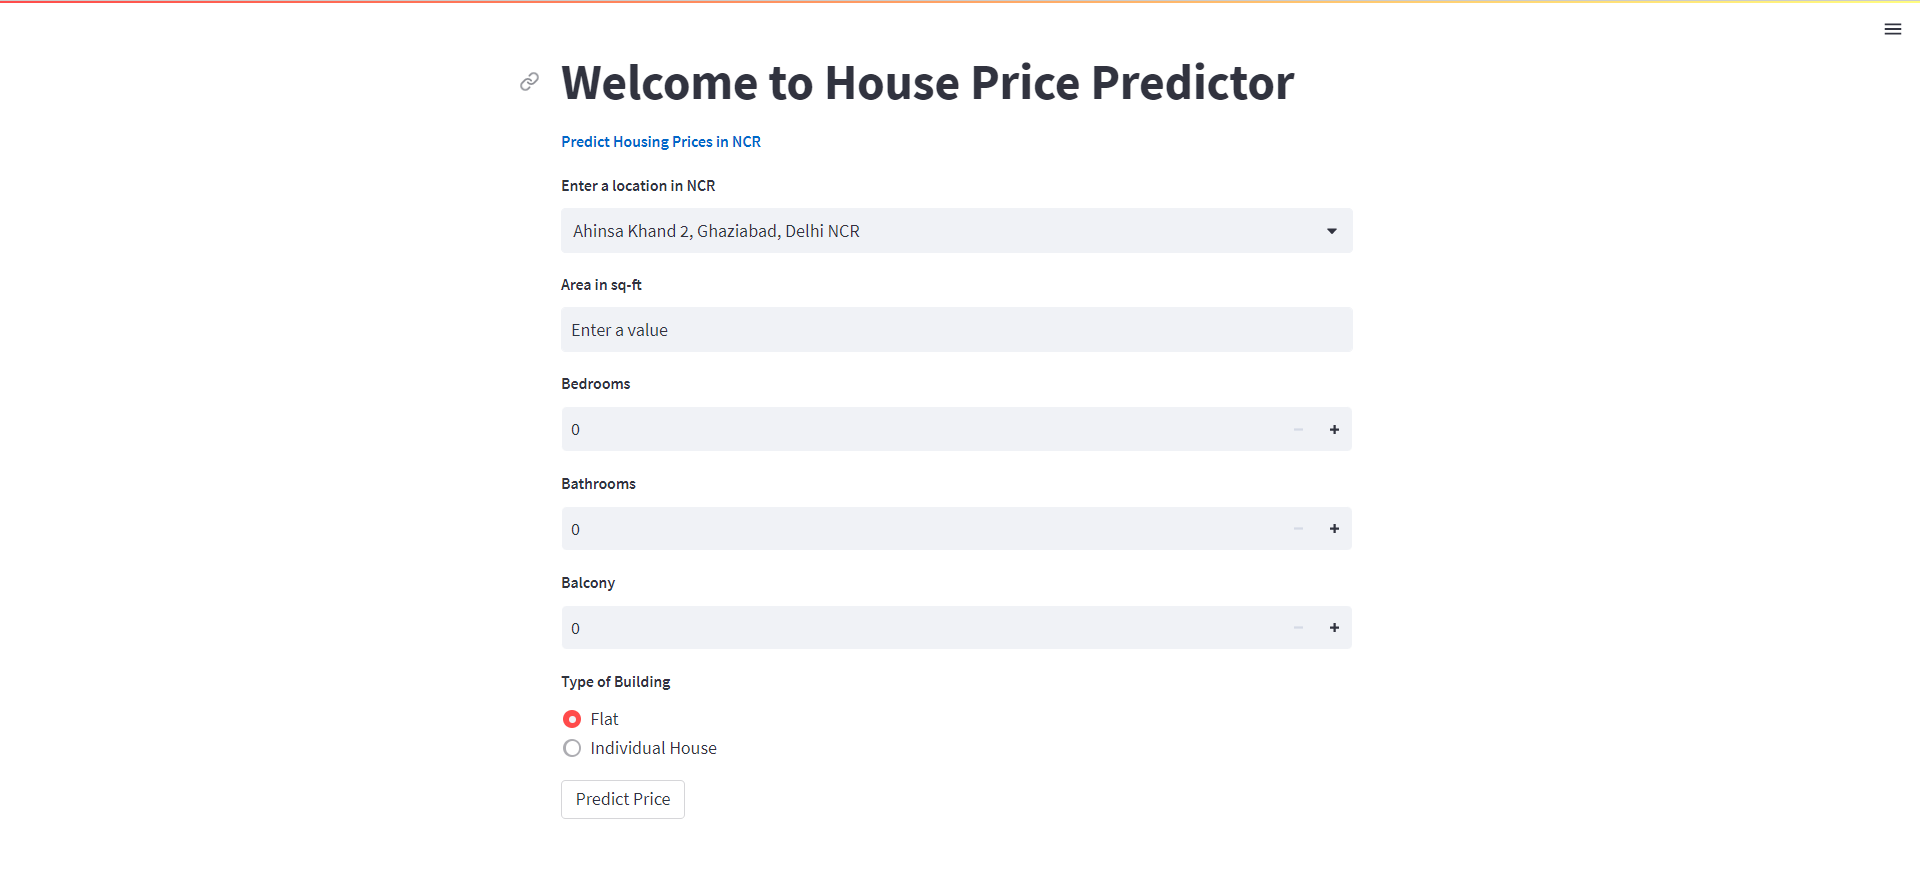 Welcome to House Price Predictor
Predict Housing Prices in NCR
Enter a location in NCR
Ahinsa Khand 2, Ghaziabad, Delhi NCR
Area in sq-ft
Enter a value
Bedrooms
0
Bathrooms
0
Balcony
0
Type of Building
Flat
Individual House
Predict Price